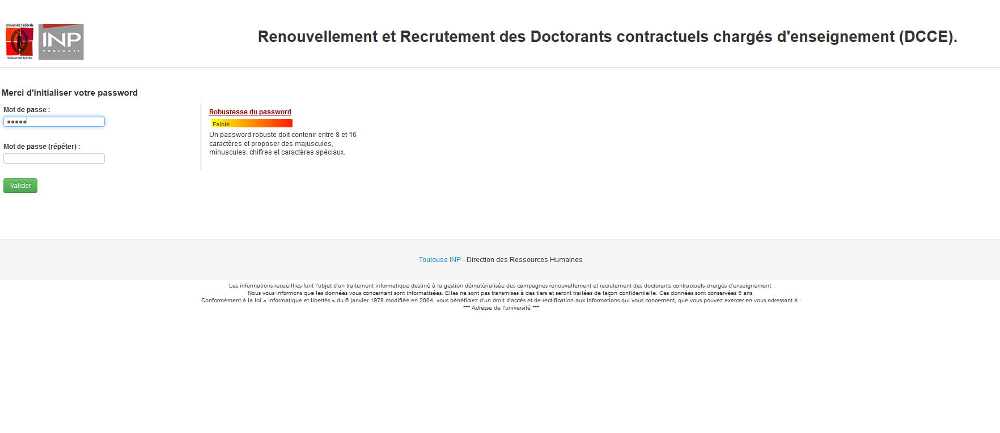 Université Fédérale
INP
TOULOUSE
Toulouse Midi-Pyrénées
Renouvellement et Recrutement des Doctorants contractuels chargés d'enseignement (DCCE).
Merci d'initialiser votre password
Mot de passe :
●●●●●
Mot de passe (répéter) :
Valider
Robustesse du password
Faible
Un password robuste doit contenir entre 8 et 16
caractères et proposer des majuscules,
minuscules, chiffres et caractères spéciaux.
Toulouse INP - Direction des Ressources Humaines
Les informations recueillies font l'objet d'un traitement informatique destiné à la gestion dématérialisée des campagnes renouvellement et recrutement des doctorants contractuels chargés d'enseignement.
Nous vous informons que les données vous concernant sont informatisées. Elles ne sont pas transmises à des tiers et seront traitées de façon confidentielle. Ces données sont conservées 5 ans.
Conformément à la loi « informatique et libertés » du 6 janvier 1978 modifiée en 2004, vous bénéficiez d'un droit d'accès et de rectification aux informations qui vous concernent, que vous pouvez exercer en vous adressant à :
*** Adresse de l'université ***